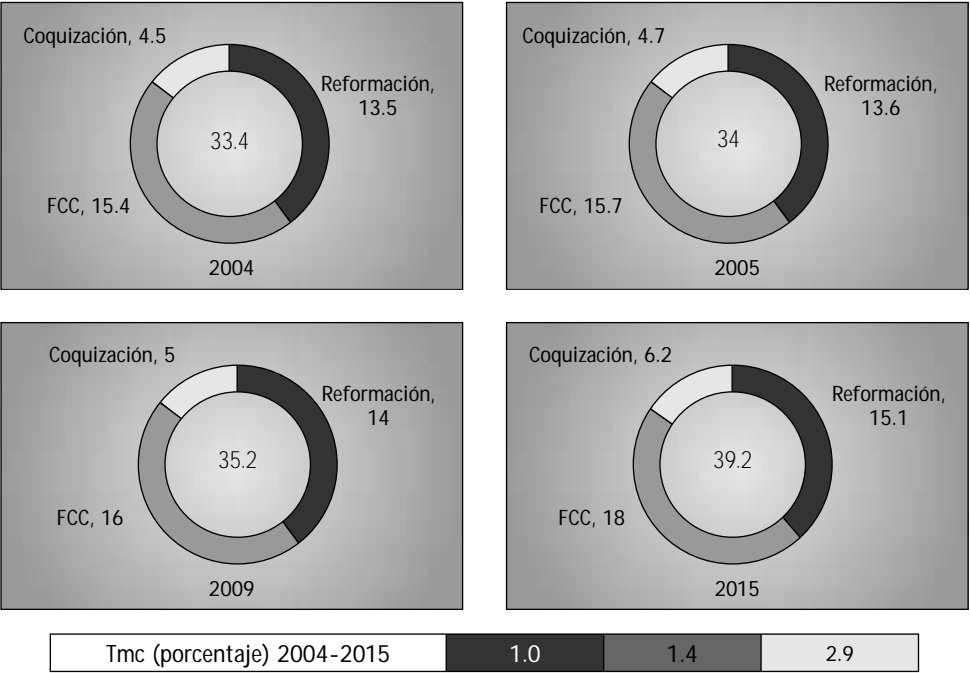 Coquización, 4.5
Reformación,
13.5
33.4
FCC, 15.4
2004
Coquización, 4.7
Reformación,
13.6
34
FCC, 15.7
2005
Coquización, 5
Reformación,
14
35.2
FCC, 16
2009
Coquización, 6.2
Reformación,
15.1
39.2
FCC, 18
2015
Tmc (porcentaje) 2004-2015 1.0 1.4 2.9